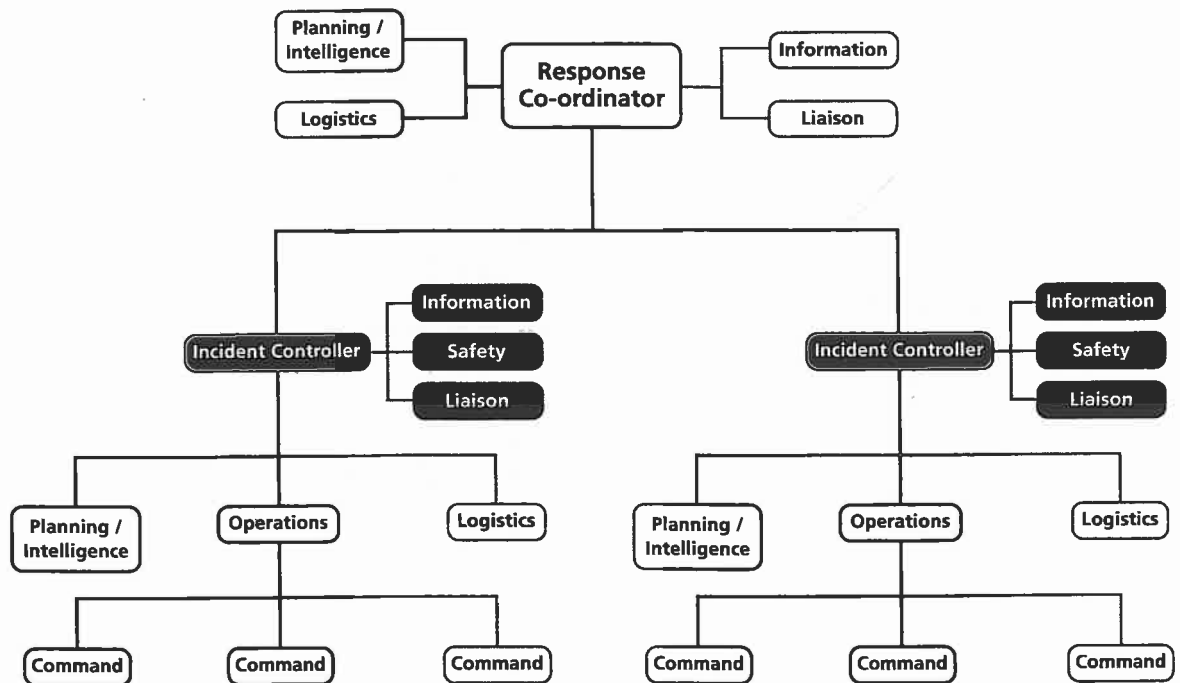 Planning /
Intelligence
Response
Co-ordinator
Information
Logistics
Liaison
Information
Incident Controller
Safety
Liaison
Information
Incident Controller
Safety
Liaison
Planning /
Intelligence
Operations
Logistics
Planning /
Intelligence
Operations
Logistics
Command
Command
Command
Command
Command
Command